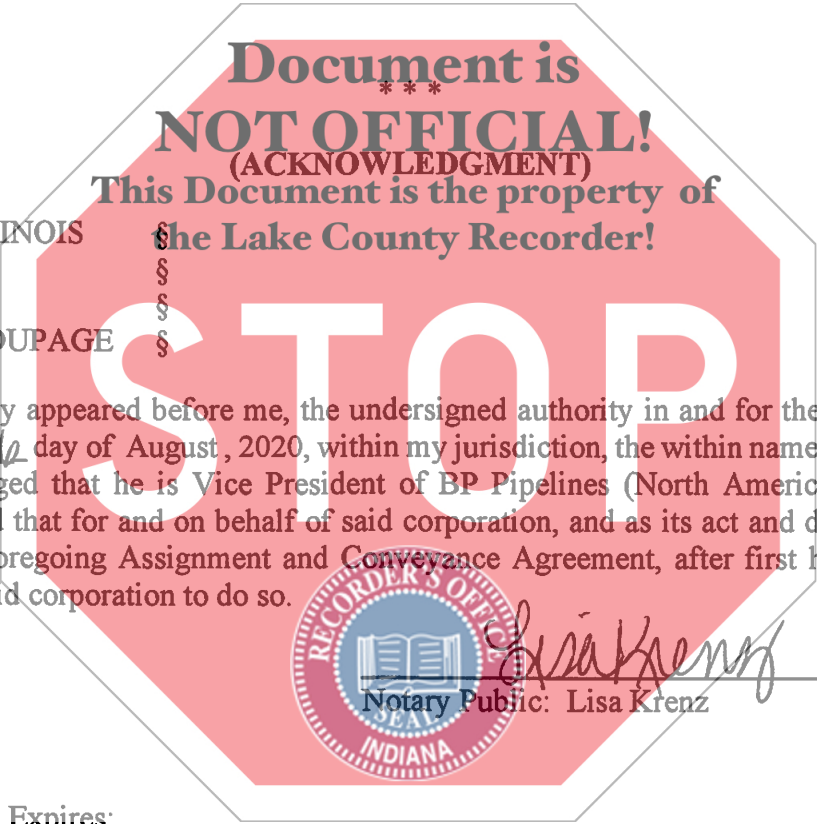 Document is
* * *
NOT OFFICIAL!
(ACKNOWLEDGMENT)
This Document is the property of
INOIS § the Lake County Recorder!
§
§
DUPAGE §
STOP
y appeared before me, the undersigned authority in and for the
day of August , 2020, within my jurisdiction, the within name
ged that he is Vice President of BP Pipelines (North Americ
d that for and on behalf of said corporation, and as its act and d
oregoing Assignment and Conveyance Agreement, after first h
id corporation to do so.
RECORDER'S OFFICE
Lisa Krenz
Notary Public: Lisa Krenz
SEAL
INDIANA
Expires: